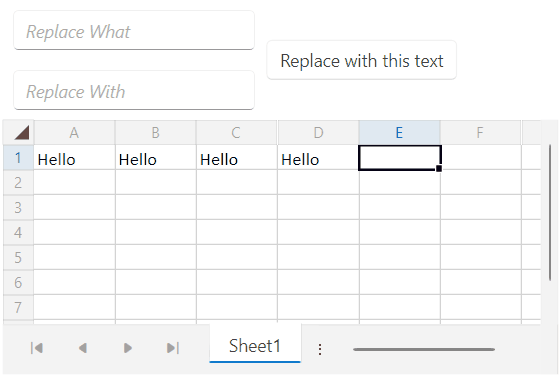 Replace What
Replace with this text
Replace With
A B C D E F
1 Hello Hello Hello Hello
2
3
4
5
6
7
Sheet1